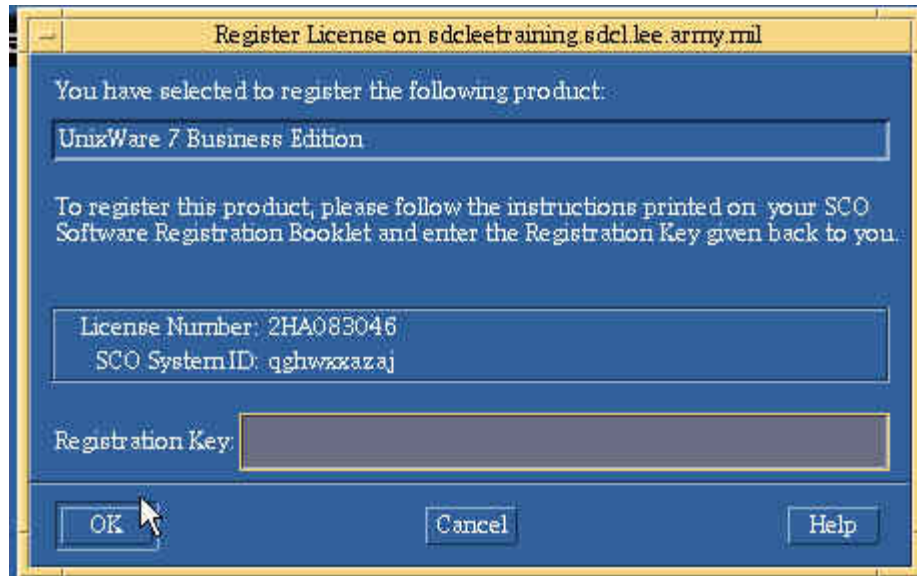 Register License on sdcleetraining.sdcl.lee.army.mil
You have selected to register the following product:
UnixWare 7 Business Edition
To register this product, please follow the instructions printed on your SCO
Software Registration Booklet and enter the Registration Key given back to you.
License Number: 2HA083046
SCO System ID: qghwxxazaj
Registration Key:
OK Cancel Help